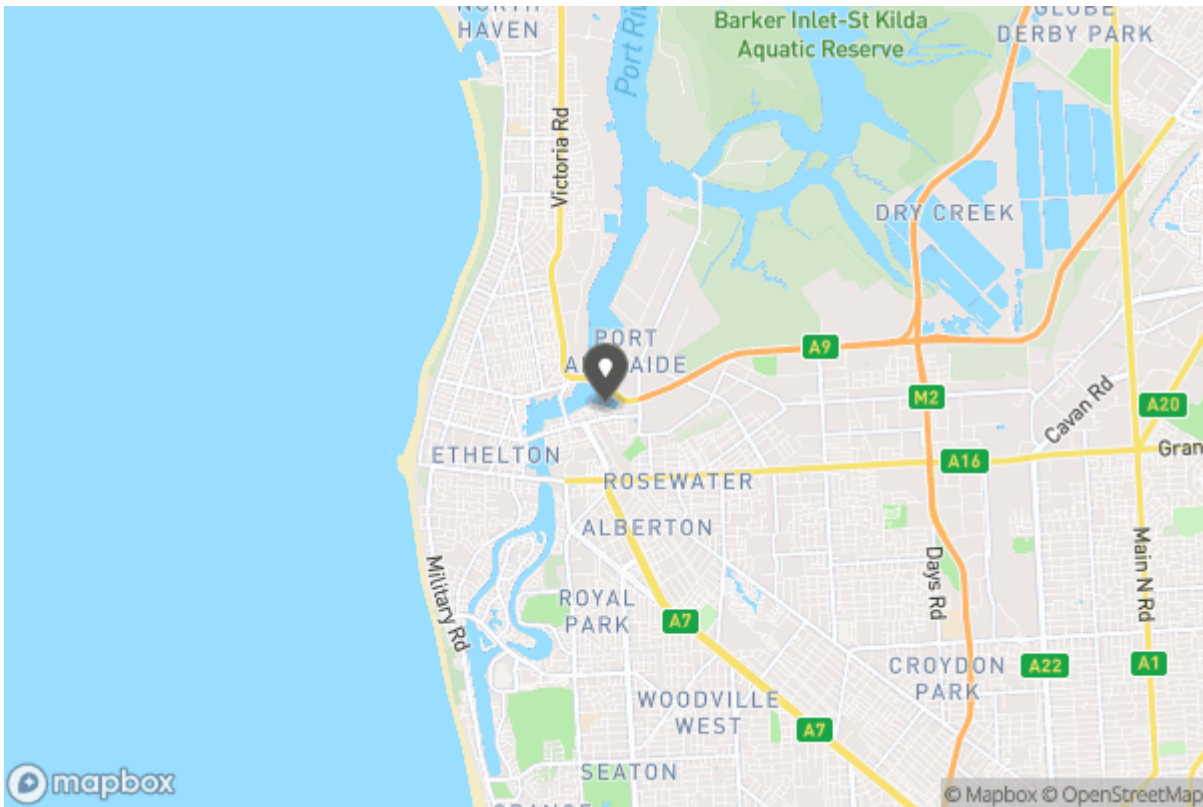 NORTH
HAVEN
Port Riv
Barker Inlet-St Kilda
Aquatic Reserve
GLOBE
DERBY PARK
Victoria Rd
DRY CREEK
PORT
A9
M2
A20
Cavan Rd
ETHELTON
A16
Gran
ROSEWATER
ALBERTON
Military Rd
Days Rd
Main N Rd
ROYAL
PARK
A7
CROYDON
PARK
A22
A1
WOODVILLE
WEST
A7
SEATON
GRANGE
mapbox
© Mapbox © OpenStreetMap